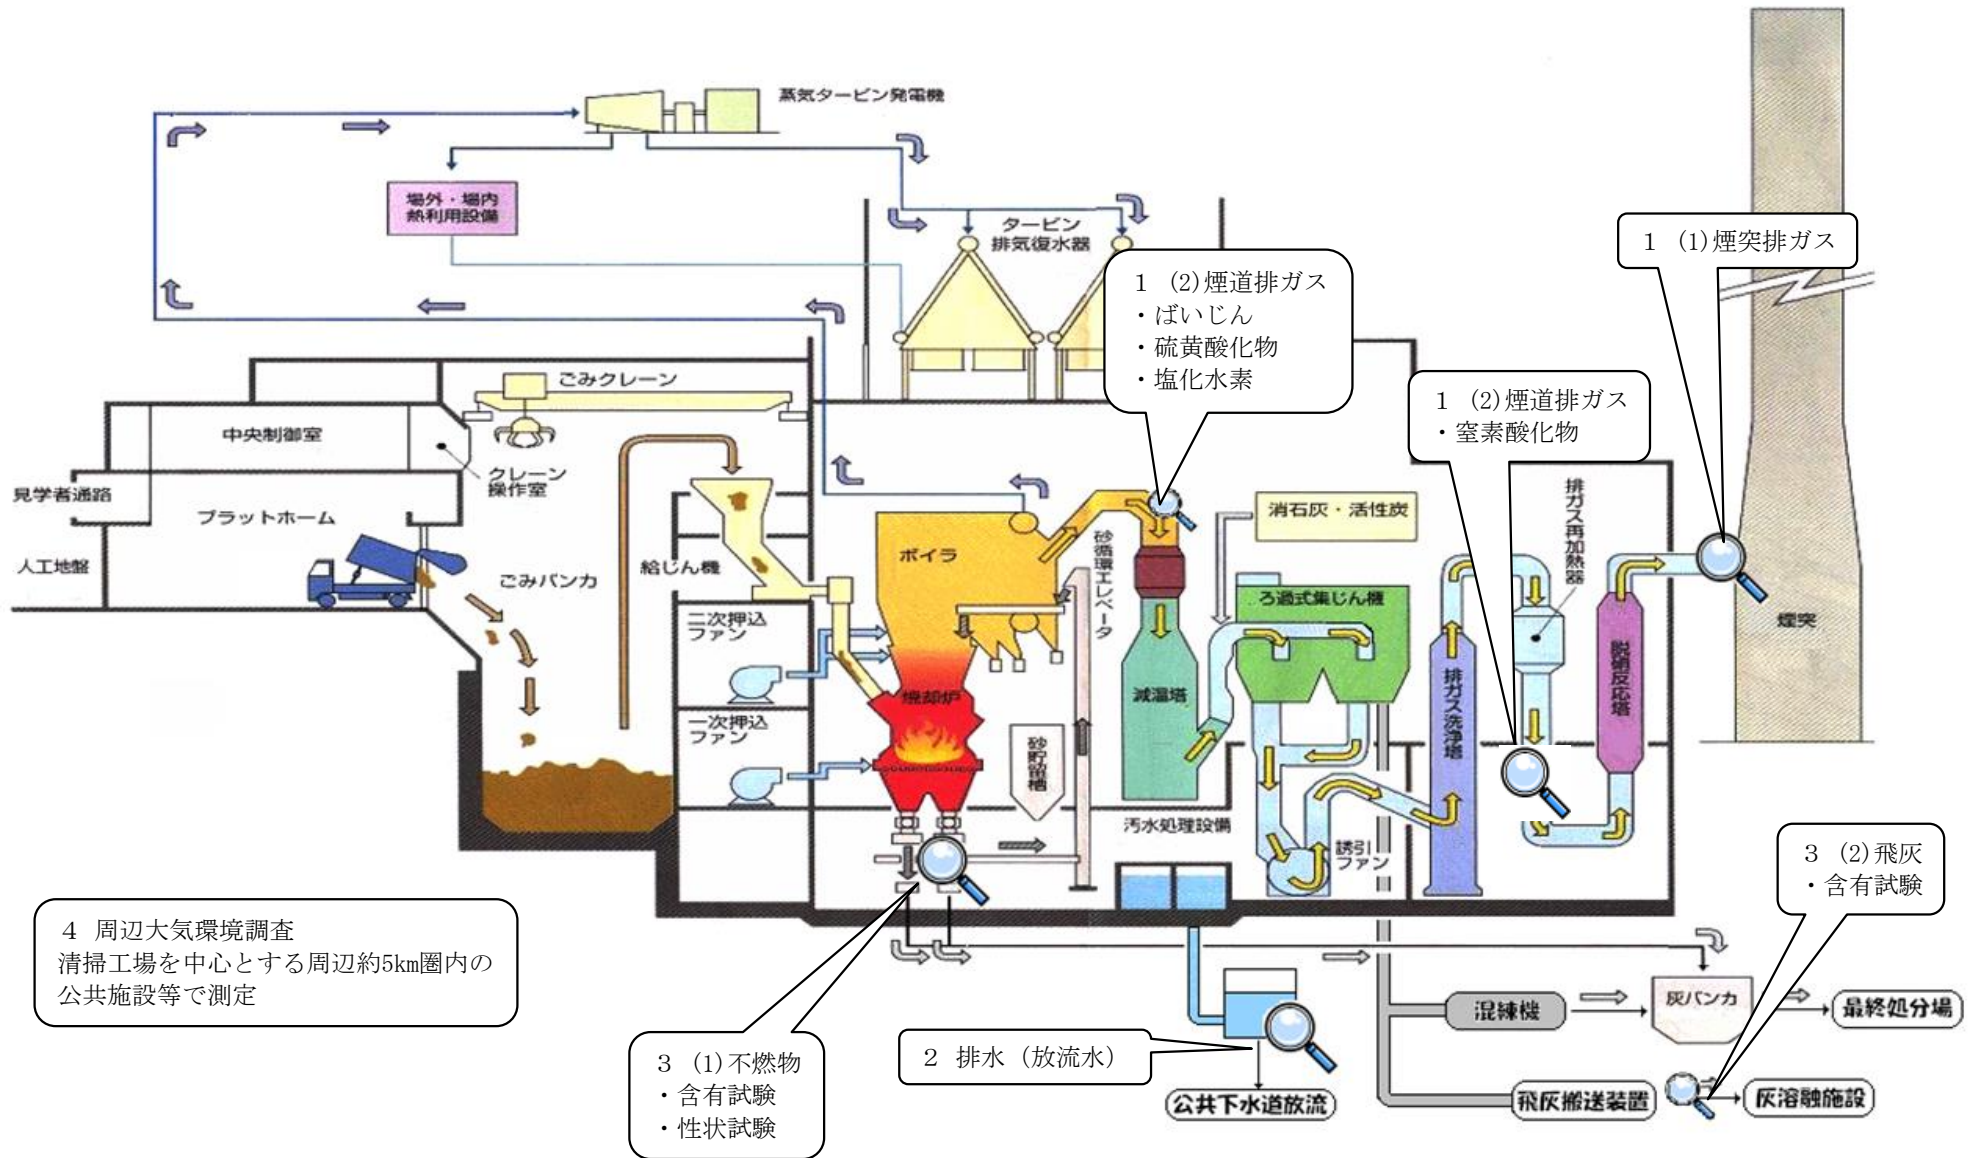 蒸気タービン発電機
場外・場内
熱利用設備
タービン
排気復水器
1 (1)煙突排ガス
1 (2)煙道排ガス
・ばいじん
・硫黄酸化物
・塩化水素
1 (2)煙道排ガス
・窒素酸化物
ごみクレーン
中央制御室
クレーン
操作室
見学者通路
プラットホーム
人工地盤
ごみバンカ
給じん機
ボイラ
砂循環エレベータ
消石灰・活性炭
排ガス再加熱器
ろ過式集じん機
二次押込
ファン
一次押込
ファン
焼却炉
砂貯留槽
減温塔
排ガス洗浄塔
脱硝反応塔
煙突
汚水処理設備
誘引
ファン
3 (2)飛灰
・含有試験
4 周辺大気環境調査
清掃工場を中心とする周辺約5km圏内の
公共施設等で測定
3 (1)不燃物
・含有試験
・性状試験
2 排水（放流水）
公共下水道放流
混練機
灰バンカ
最終処分場
飛灰搬送装置
灰溶融施設